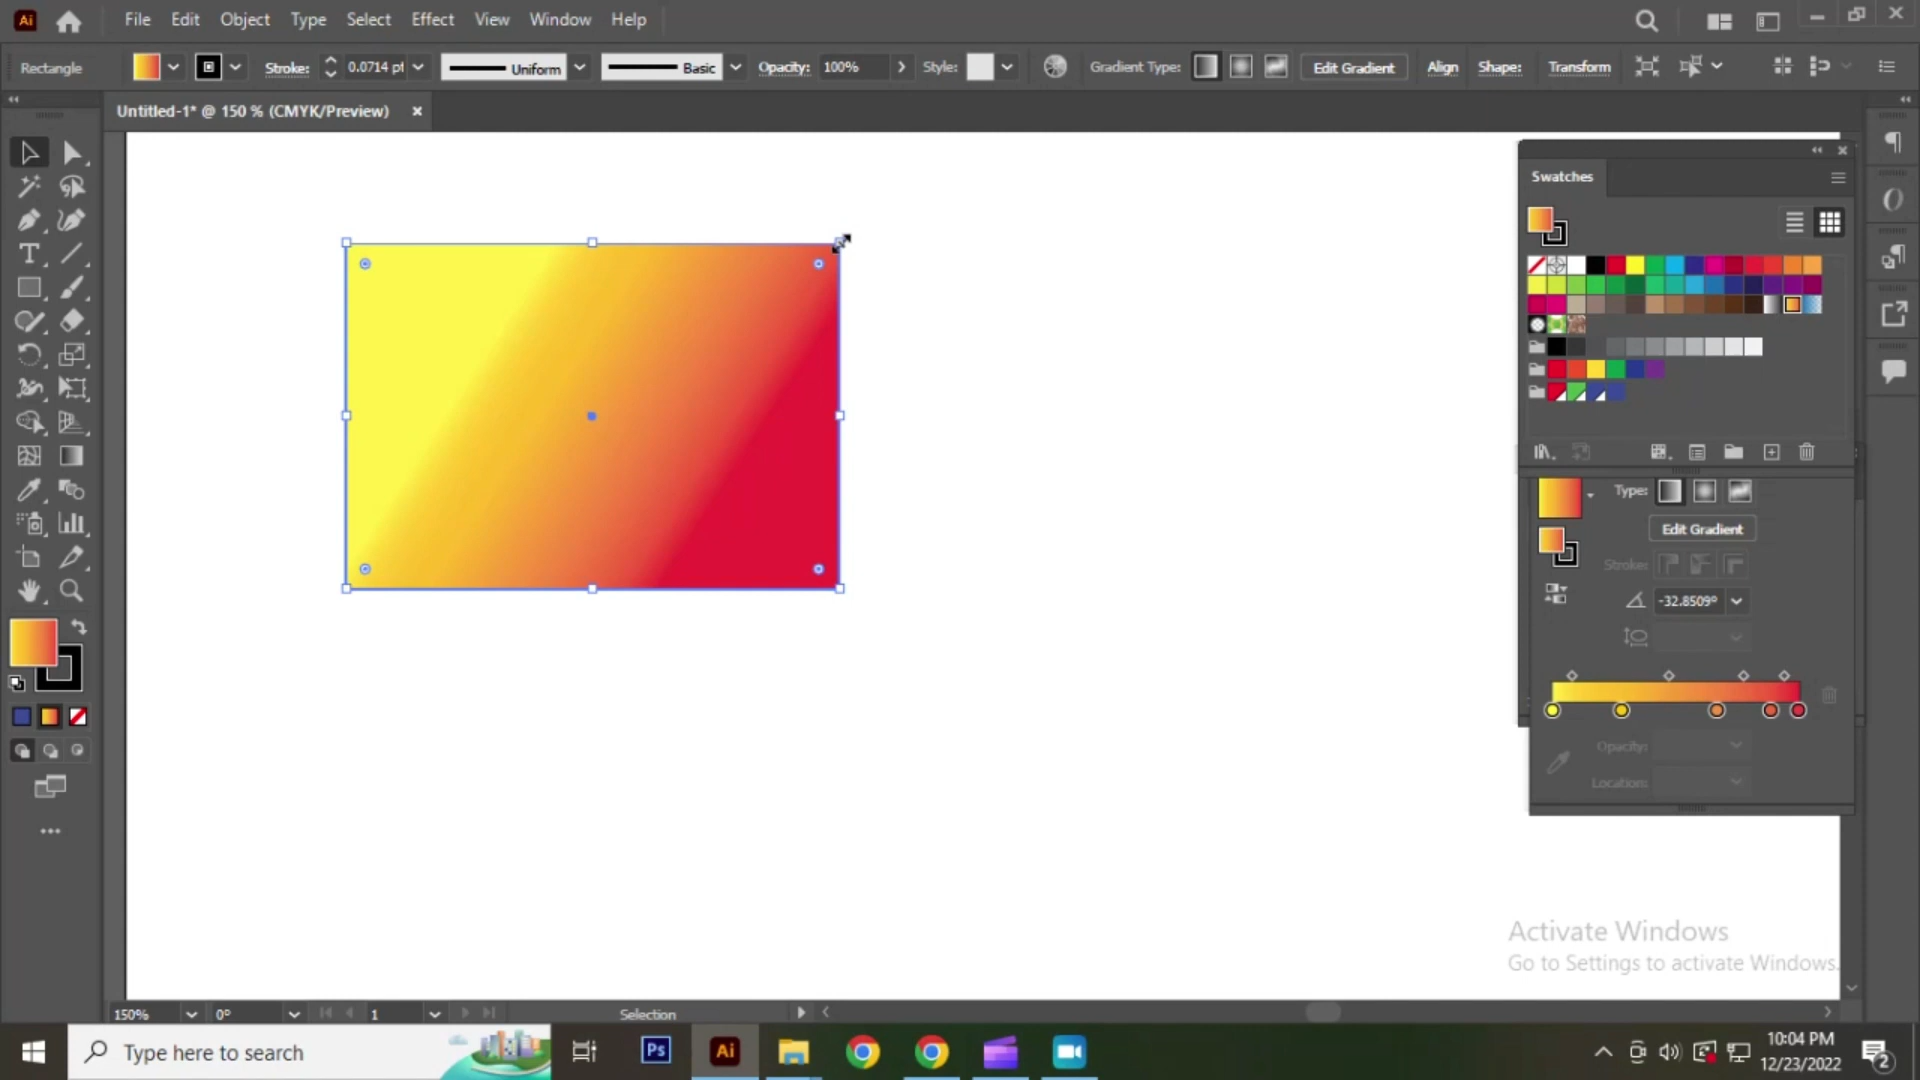 Ai
File Edit Object Type Select Effect View Window Help
Rectangle Stroke: 0.0714 pt Uniform Basic Opacity: 100% Style: Gradient Type: Edit Gradient Align Shape: Transform
Untitled-1* @ 150 % (CMYK/Preview)
Swatches
Type:
Edit Gradient
Stroke:
-32.8509°
Opacity:
Location:
Activate Windows
Go to Settings to activate Windows.
150% 0° 1 Selection
Type here to search
Ps
Ai
10:04 PM
12/23/2022
2